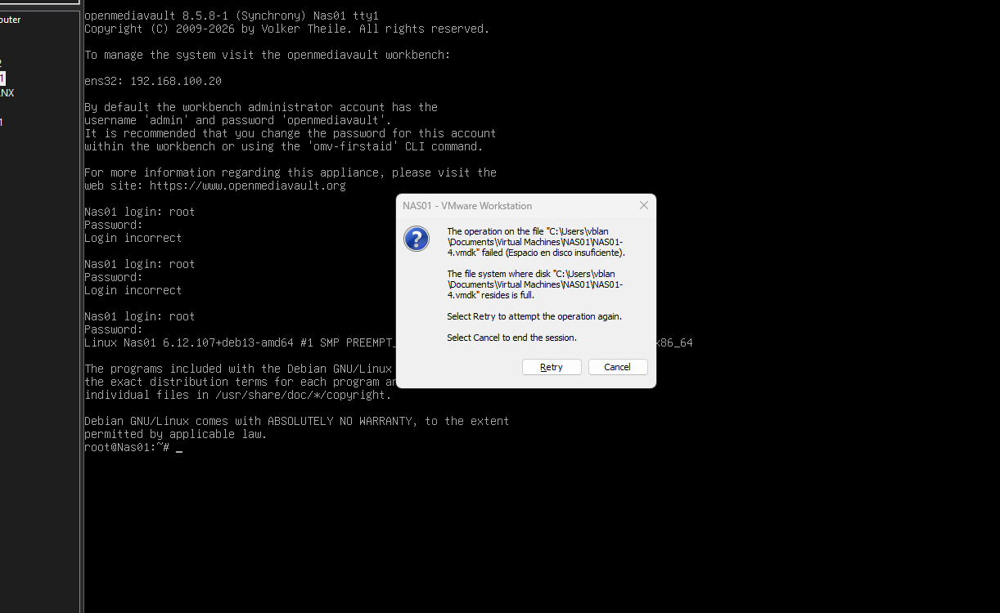 outer
2
1
NX
1
openmediavault 8.5.8-1 (Synchrony) Nas01 tty1
Copyright (C) 2009-2026 by Volker Theile. All rights reserved.
To manage the system visit the openmediavault workbench:
ens32: 192.168.100.20
By default the workbench administrator account has the
username 'admin' and password 'openmediavault'.
It is recommended that you change the password for this account
within the workbench or using the 'omv-firstaid' CLI command.
For more information regarding this appliance, please visit the
web site: https://www.openmediavault.org
Nas01 login: root
Password:
Login incorrect
Nas01 login: root
Password:
Login incorrect
Nas01 login: root
Password:
Linux Nas01 6.12.107+deb13-amd64 #1 SMP PREEMPT_ x86_64
The programs included with the Debian GNU/Linux
the exact distribution terms for each program an
individual files in /usr/share/doc/*/copyright.
Debian GNU/Linux comes with ABSOLUTELY NO WARRANTY, to the extent
permitted by applicable law.
root@Nas01:~# _
NAS01 - VMware Workstation
The operation on the file "C:\Users\vblan
\Documents\Virtual Machines\NAS01\NAS01-
4.vmdk" failed (Espacio en disco insuficiente).
The file system where disk "C:\Users\vblan
\Documents\Virtual Machines\NAS01\NAS01-
4.vmdk" resides is full.
Select Retry to attempt the operation again.
Select Cancel to end the session.
Retry
Cancel